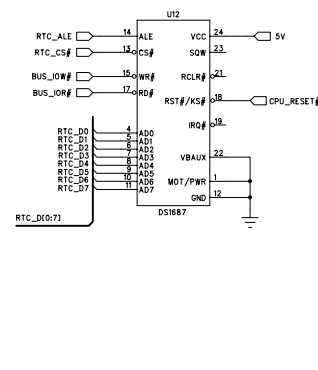 U12
RTC_ALE 14 ALE VCC 24 5V
RTC_CS# 13 CS# SQW 23
BUS_IOW# 15 WR# RCLR# 21
BUS_IOR# 17 RD#
RST#/KS# 18 CPU_RESET#
IRQ# 19
RTC_D0 4 AD0
RTC_D1 5 AD1
RTC_D2 6 AD2
RTC_D3 7 AD3
RTC_D4 8 AD4
RTC_D5 9 AD5
RTC_D6 10 AD6
RTC_D7 11 AD7
VBAUX 22
MOT/PWR 1
GND 12
RTC_D[0:7]
DS1687